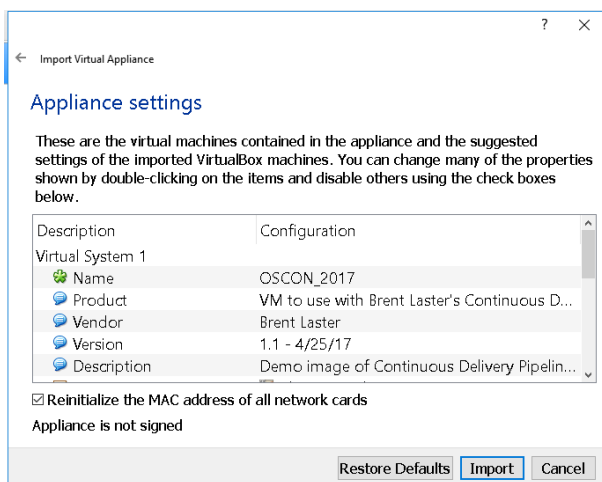 ?
Import Virtual Appliance
Appliance settings
These are the virtual machines contained in the appliance and the suggested
settings of the imported VirtualBox machines. You can change many of the properties
shown by double-clicking on the items and disable others using the check boxes
below.
Description Configuration
Virtual System 1
Name OSCON_2017
Product VM to use with Brent Laster's Continuous D...
Vendor Brent Laster
Version 1.1 - 4/25/17
Description Demo image of Continuous Delivery Pipelin...
Reinitialize the MAC address of all network cards
Appliance is not signed
Restore Defaults Import Cancel